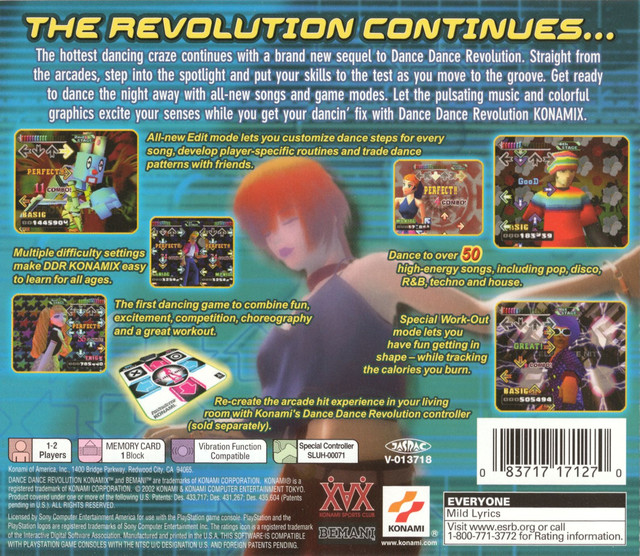 THE REVOLUTION CONTINUES...
The hottest dancing craze continues with a brand new sequel to Dance Dance Revolution. Straight from
the arcades, step into the spotlight and put your skills to the test as you move to the groove. Get ready
to dance the night away with all-new songs and game modes. Let the pulsating music and colorful
graphics excite your senses while you get your dancin' fix with Dance Dance Revolution KONAMIX.
All-new Edit mode lets you customize dance steps for every
song, develop player-specific routines and trade dance
patterns with friends.
PERFECT!!
11 COMBO!
BASIC
PERFECT!!
COMBO!
GOOD
Multiple difficulty settings
make DDR KONAMIX easy
to learn for all ages.
PERFECT!
PERFECT!
Dance to over 50
high-energy songs, including pop, disco,
R&B, techno and house.
The first dancing game to combine fun,
excitement, competition, choreography
and a great workout.
PERFECT!
Special Work-Out
mode lets you
have fun getting in
shape – while tracking
the calories you burn.
GREAT!
COMBO!
BASIC
505494
KONAMI
Re-create the arcade hit experience in your living
room with Konami's Dance Dance Revolution controller
(sold separately).
1-2
Players
MEMORY CARD
1 Block
Vibration Function
Compatible
Special Controller
SLUH-00071
V-013718
0 83717 17127 0
Konami of America, Inc. 1400 Bridge Parkway, Redwood City, CA 94065.
DANCE DANCE REVOLUTION KONAMIX™ and BEMANI™ are trademarks of KONAMI CORPORATION. KONAMI® is a
registered trademark of KONAMI CORPORATION. © 2002 KONAMI & KONAMI COMPUTER ENTERTAINMENT TOKYO.
Product covered under one or more of the following U.S. Patents: Des. 433,717; Des. 431,267; Des. 435,604 (Patents
pending in U.S.). ALL RIGHTS RESERVED.
Licensed by Sony Computer Entertainment America for use with the PlayStation game console. PlayStation and the
PlayStation logos are registered trademarks of Sony Computer Entertainment Inc. The ratings icon is a registered trademark
of the Interactive Digital Software Association. Manufactured and printed in the U.S.A. THIS SOFTWARE IS COMPATIBLE
WITH PLAYSTATION GAME CONSOLES WITH THE NTSC UC DESIGNATION. U.S. AND FOREIGN PATENTS PENDING.
KONAMI SPORTS CLUB
BEMANI
KONAMI
www.konami.com
EVERYONE
Mild Lyrics
Visit www.esrb.org or call
1-800-771-3772 for Rating information.